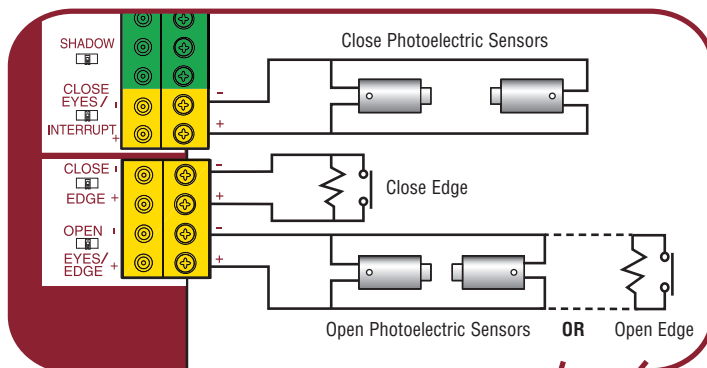 SHADOW
CLOSE
EYES/ -
INTERRUPT +
- 
+
Close Photoelectric Sensors
CLOSE -
EDGE +
-
+
Close Edge
OPEN -
EYES/ +
EDGE
-
+
Open Photoelectric Sensors OR Open Edge